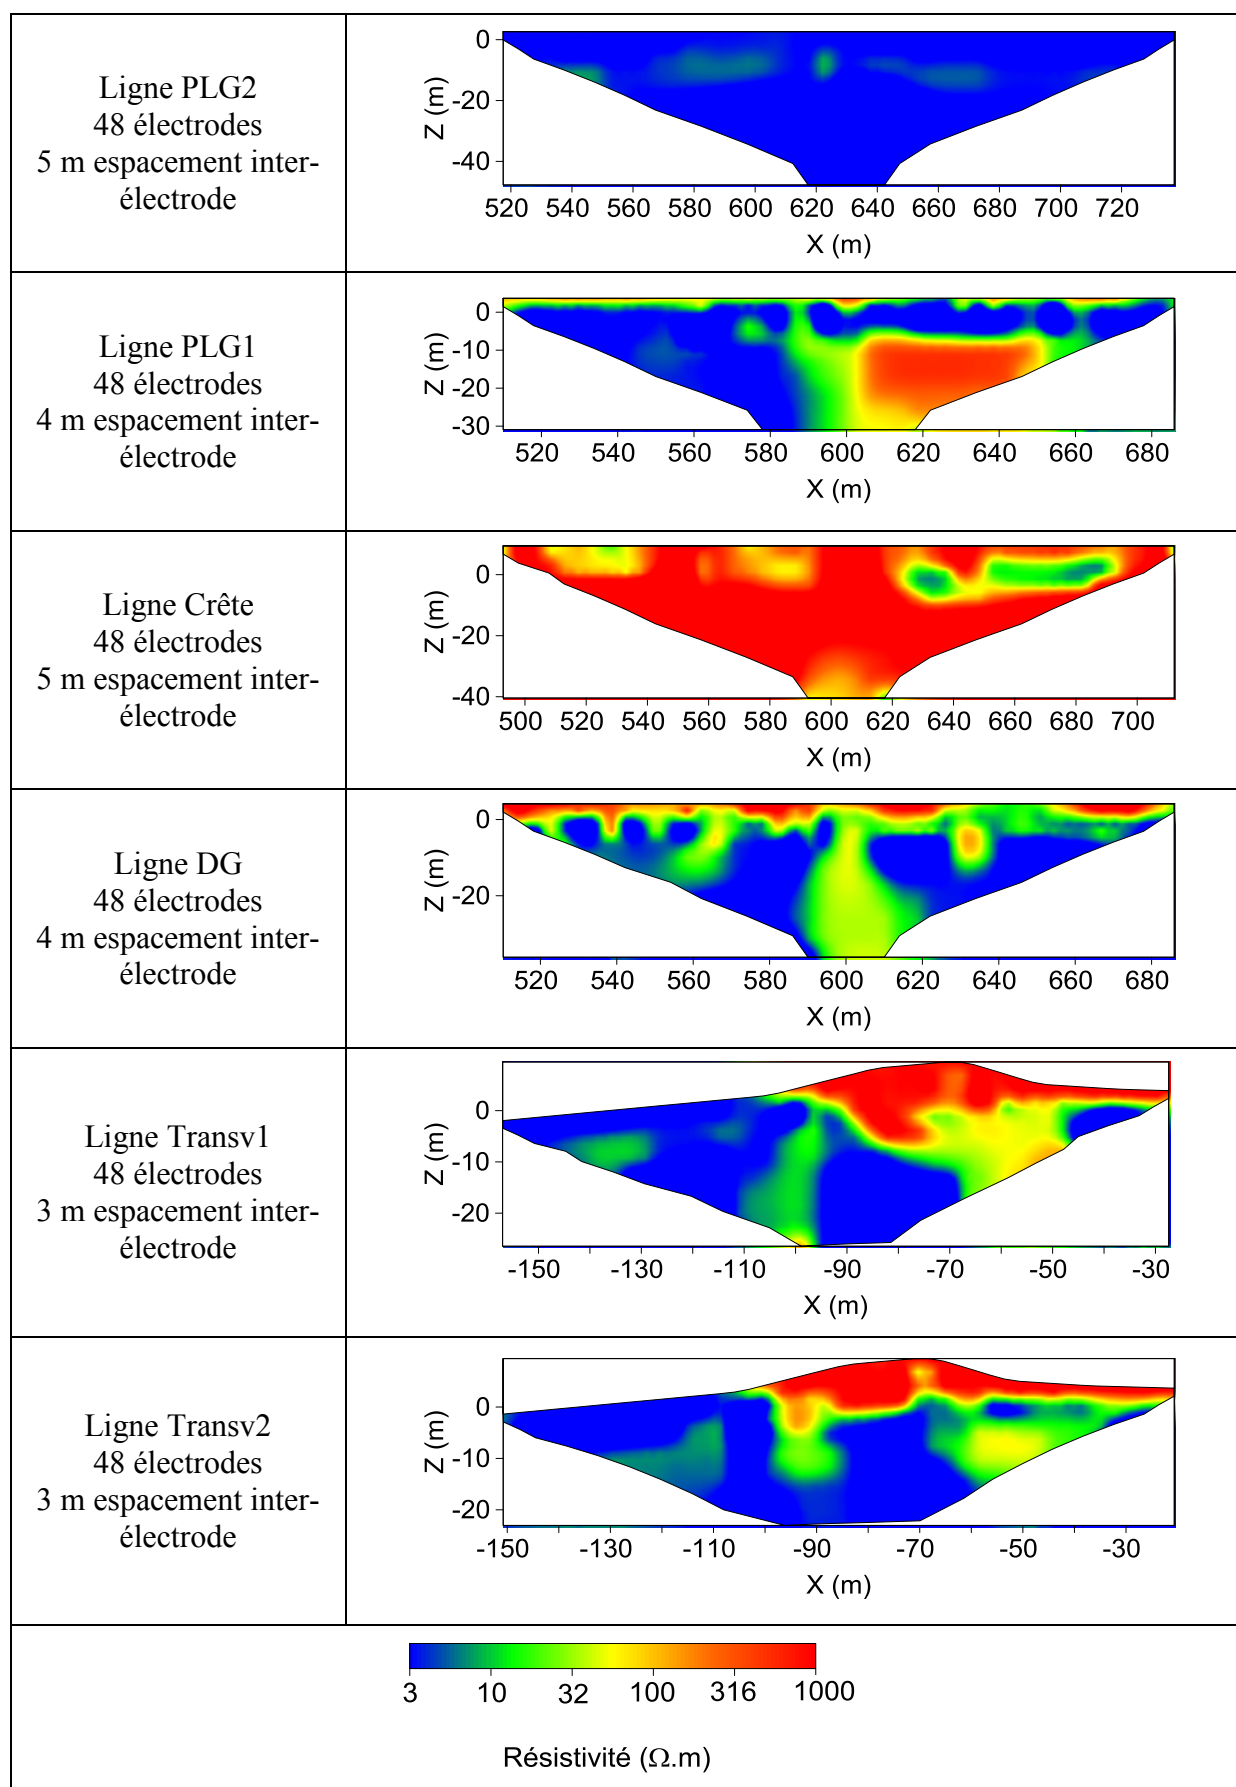 Ligne PLG2
48 électrodes
5 m espacement inter-
électrode
0
-20
-40
Z (m)
520 540 560 580 600 620 640 660 680 700 720
X (m)
Ligne PLG1
48 électrodes
4 m espacement inter-
électrode
0
-10
-20
-30
Z (m)
520 540 560 580 600 620 640 660 680
X (m)
Ligne Crête
48 électrodes
5 m espacement inter-
électrode
0
-20
-40
Z (m)
500 520 540 560 580 600 620 640 660 680 700
X (m)
Ligne DG
48 électrodes
4 m espacement inter-
électrode
0
-20
Z (m)
520 540 560 580 600 620 640 660 680
X (m)
Ligne Transv1
48 électrodes
3 m espacement inter-
électrode
0
-10
-20
Z (m)
-150 -130 -110 -90 -70 -50 -30
X (m)
Ligne Transv2
48 électrodes
3 m espacement inter-
électrode
0
-10
-20
Z (m)
-150 -130 -110 -90 -70 -50 -30
X (m)
3 10 32 100 316 1000
Résistivité (Ω.m)